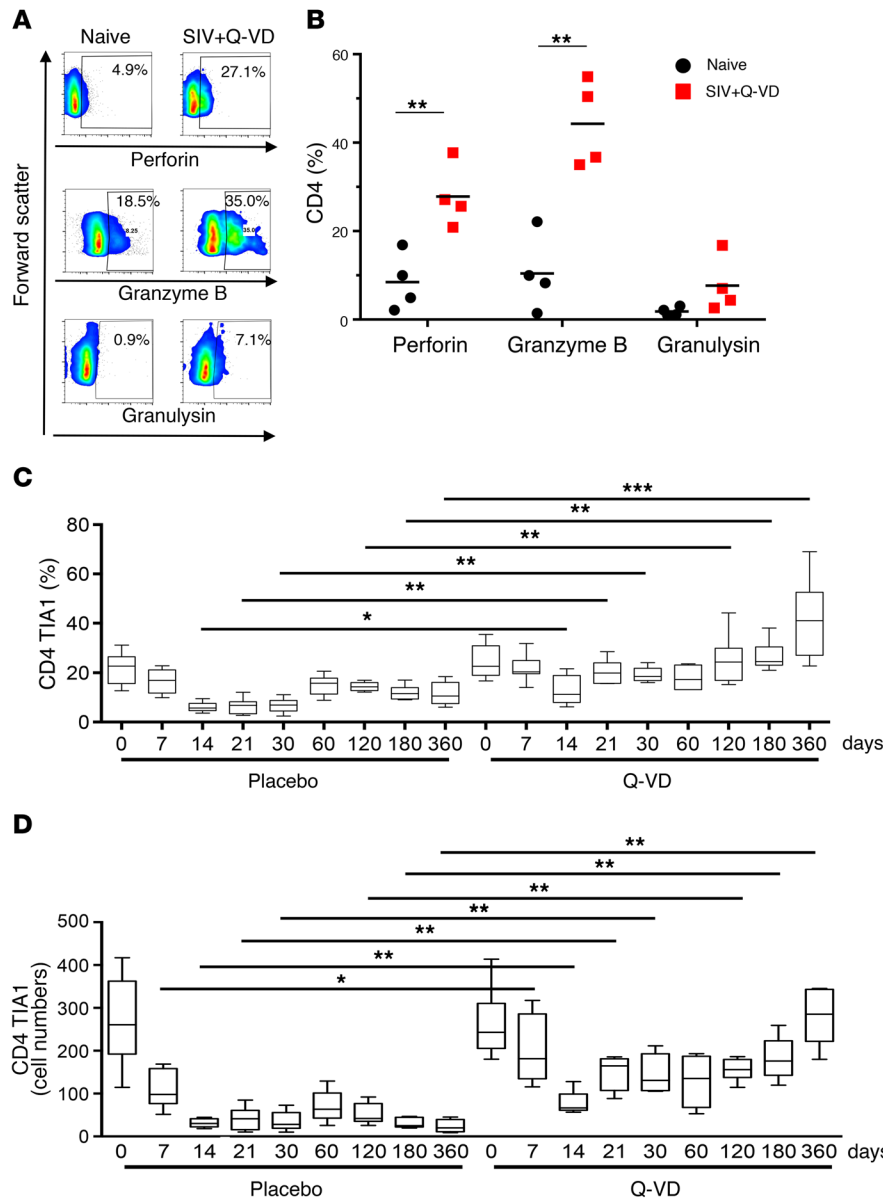 A
Naive SIV+Q-VD
4.9% 27.1%
Perforin
18.5% 35.0%
8.25 35.0
Granzyme B
0.9% 7.1%
Granulysin
Forward scatter
B
** **
Naive
SIV+Q-VD
CD4 (%)
60
40
20
0
Perforin Granzyme B Granulysin
C
***
**
**
**
**
*
CD4 TIA1 (%)
80
60
40
20
0
0 7 14 21 30 60 120 180 360 0 7 14 21 30 60 120 180 360 days
Placebo Q-VD
D
**
**
**
**
**
**
*
CD4 TIA1
(cell numbers)
500
400
300
200
100
0
0 7 14 21 30 60 120 180 360 0 7 14 21 30 60 120 180 360 days
Placebo Q-VD